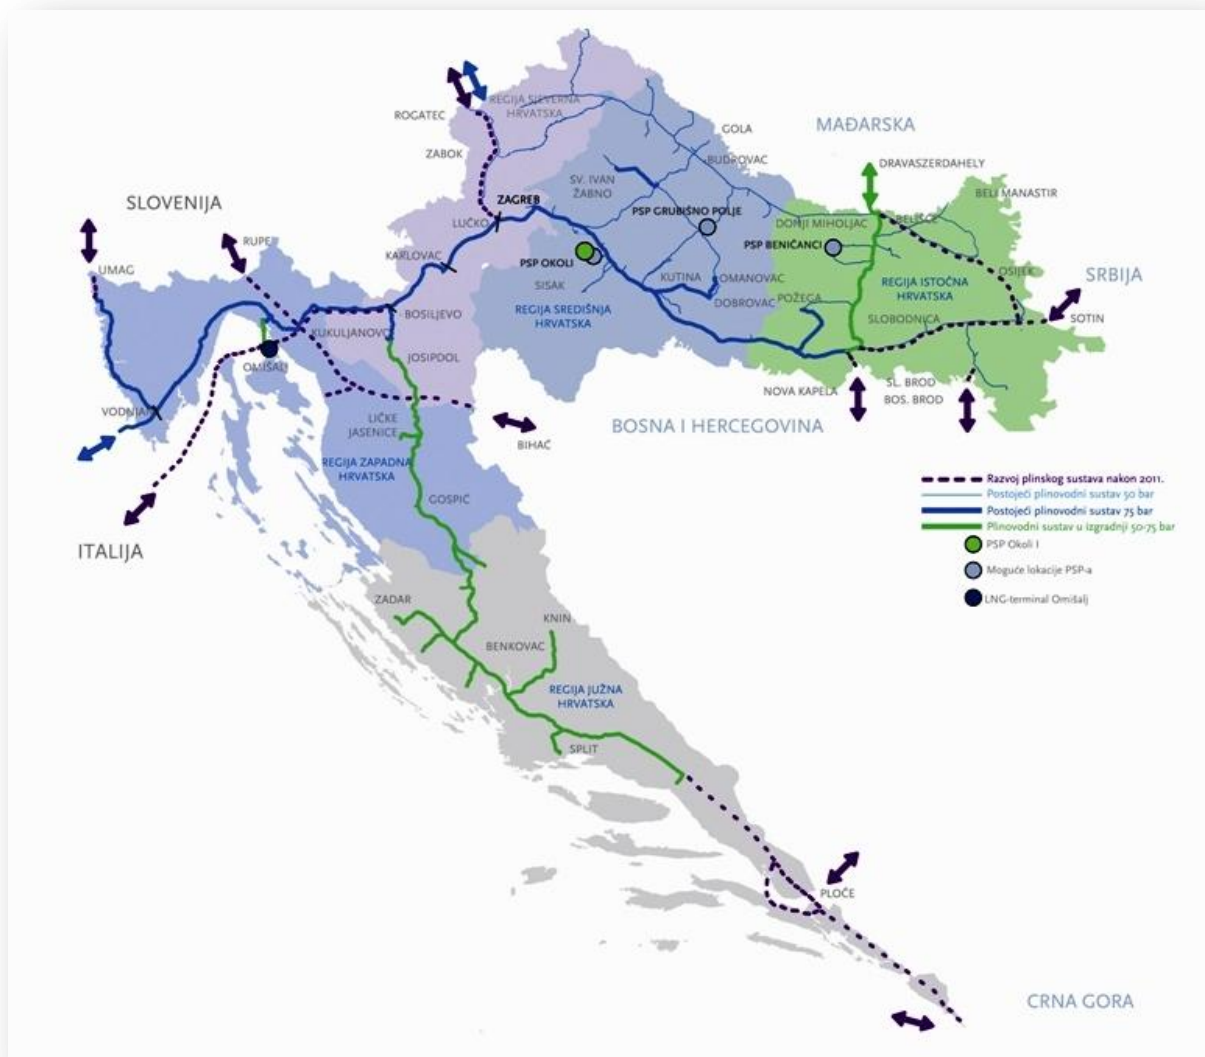 REGIJA SJEVERNA
HRVATSKA
ROGATEC
ZABOK
GOLA
MAĐARSKA
BUDROVAC
DRAVASZERDAHELY
SV. IVAN
ŽABNO
BELI MANASTIR
SLOVENIJA
ZAGREB
PSP GRUBIŠNO POLJE
LUČKO
DONJI MIHOLJAC
BELIŠĆE
RUPE
KARLOVAC
PSP BENIČANCI
PSP OKOLI
UMAG
SISAK
KUTINA
OMANOVAC
OSIJEK
SRBIJA
REGIJA ISTOČNA
HRVATSKA
DOBROVAC
POŽEGA
REGIJA SREDIŠNJA
HRVATSKA
BOSILJEVO
SLOBODNICA
SOTIN
KUKULJANOVO
JOSIPDOL
OMIŠALJ
NOVA KAPELA
SL. BROD
BOS. BROD
VODNJAN
LIČKE
JASENICE
BOSNA I HERCEGOVINA
BIHAĆ
REGIJA ZAPADNA
HRVATSKA
GOSPIĆ
ITALIJA
Razvoj plinskog sustava nakon 2011.
Postojeći plinovodni sustav 50 bar
Postojeći plinovodni sustav 75 bar
Plinovodni sustav u izgradnji 50-75 bar
PSP Okoli I
Moguće lokacije PSP-a
LNG-terminal Omišalj
ZADAR
KNIN
BENKOVAC
REGIJA JUŽNA
HRVATSKA
SPLIT
PLOČE
CRNA GORA